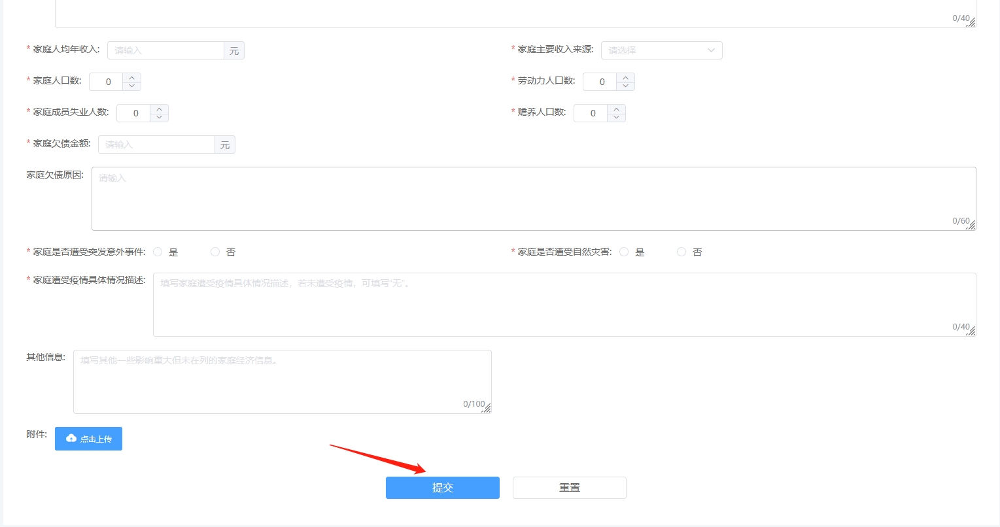 0/40
* 家庭人均年收入: 请输入 元 * 家庭主要收入来源: 请选择
* 家庭人口数: 0 * 劳动力人口数: 0
* 家庭成员失业人数: 0 * 赡养人口数: 0
* 家庭欠债金额: 请输入 元
家庭欠债原因: 请输入
0/60
* 家庭是否遭受突发意外事件: 是 否 * 家庭是否遭受自然灾害: 是 否
* 家庭遭受疫情具体情况描述: 填写家庭遭受疫情具体情况描述，若未遭受疫情，可填写“无”。
0/40
其他信息: 填写其他一些影响重大但未在列的家庭经济信息。
0/100
附件: 点击上传
提交 重置